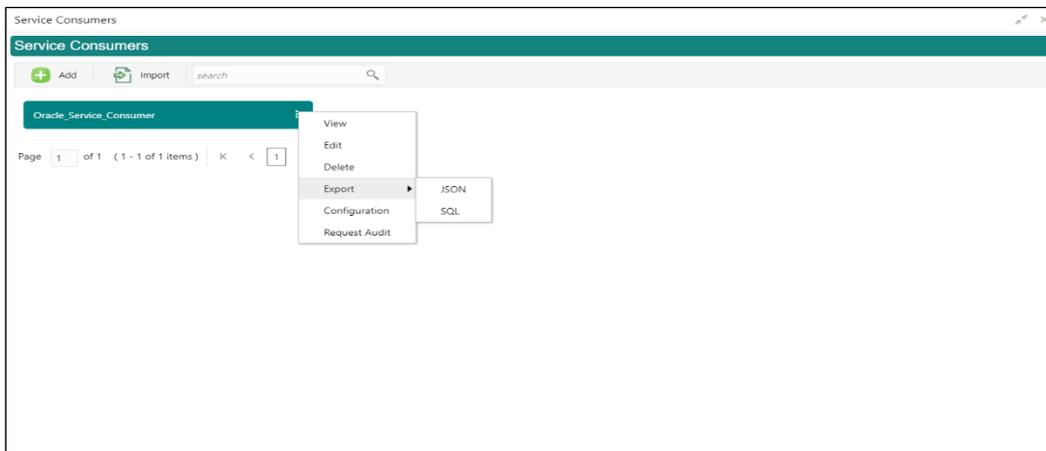 Service Consumers
Service Consumers
Add Import search
Oracle_Service_Consumer
View
Edit
Delete
Export
Configuration
Request Audit
JSON
SQL
Page 1 of 1 ( 1 - 1 of 1 items ) K < 1